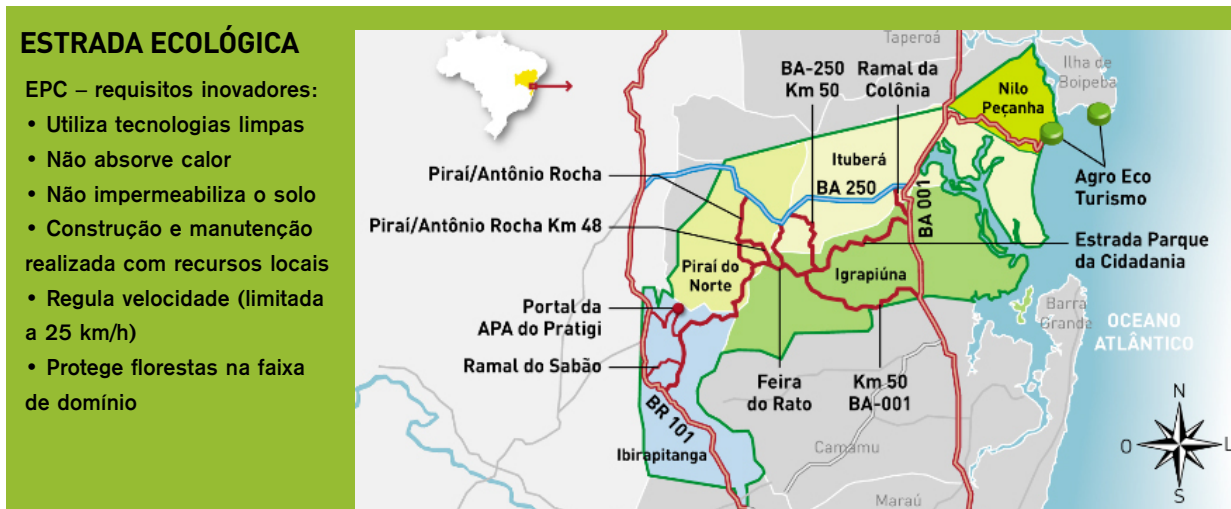 ESTRADA ECOLÓGICA
EPC – requisitos inovadores:
• Utiliza tecnologias limpas
• Não absorve calor
• Não impermeabiliza o solo
• Construção e manutenção
realizada com recursos locais
• Regula velocidade (limitada
a 25 km/h)
• Protege florestas na faixa
de domínio
Taperoá
Ilha de
Boipeba
BA-250
Km 50
Ramal da
Colônia
Nilo
Peçanha
Piraí/Antônio Rocha
Ituberá
BA 250
BA 001
Agro Eco
Turismo
Piraí/Antônio Rocha Km 48
Estrada Parque
da Cidadania
Piraí do
Norte
Igrapiúna
Portal da
APA do Pratigi
Barra
Grande
OCEANO
ATLÂNTICO
Ramal do Sabão
Feira
do Rato
Km 50
BA-001
BR 101
Ibirapitanga
Camamu
Maraú
N
O
L
S